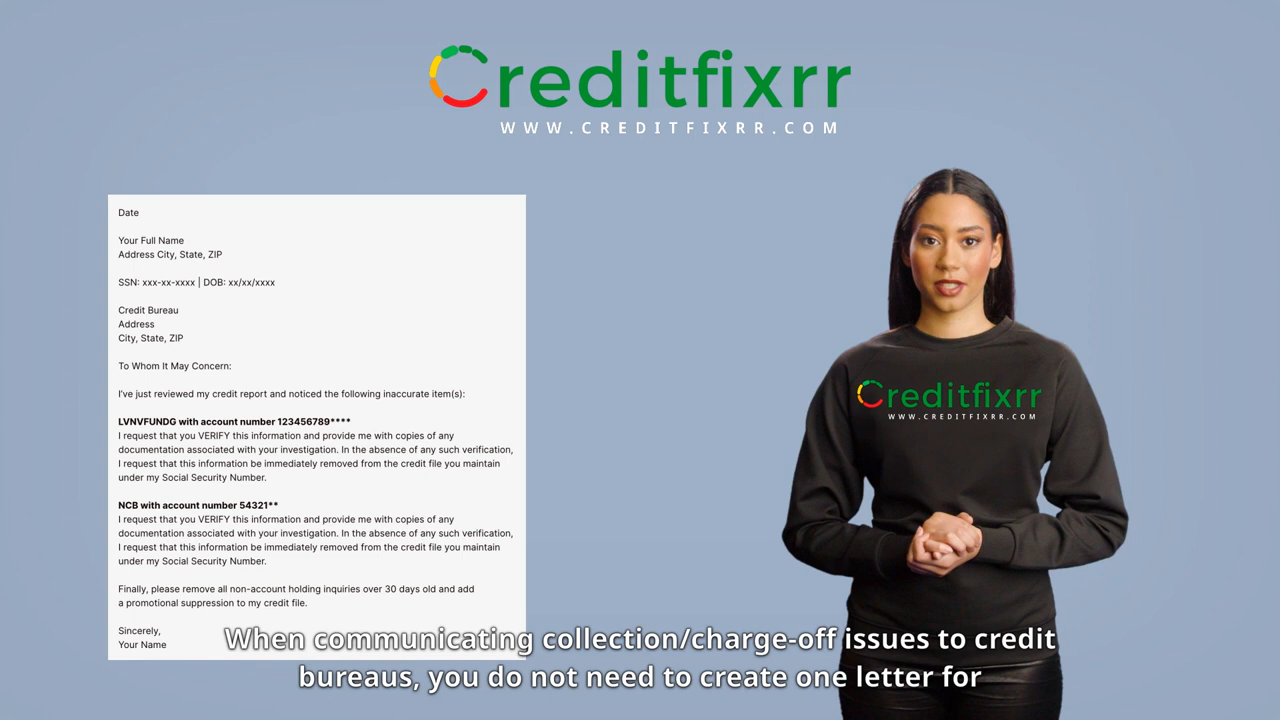 Creditfixrr
WWW.CREDITFIXRR.COM
Date
Your Full Name
Address City, State, ZIP
SSN: xxx-xx-xxxx | DOB: xx/xx/xxxx
Credit Bureau
Address
City, State, ZIP
To Whom It May Concern:
I've just reviewed my credit report and noticed the following inaccurate item(s):
LVNVFUNDG with account number 123456789****
I request that you VERIFY this information and provide me with copies of any
documentation associated with your investigation. In the absence of any such verification,
I request that this information be immediately removed from the credit file you maintain
under my Social Security Number.
NCB with account number 54321**
I request that you VERIFY this information and provide me with copies of any
documentation associated with your investigation. In the absence of any such verification,
I request that this information be immediately removed from the credit file you maintain
under my Social Security Number.
Finally, please remove all non-account holding inquiries over 30 days old and add
a promotional suppression to my credit file.
Sincerely,
Your Name
Creditfixrr
WWW.CREDITFIXRR.COM
When communicating collection/charge-off issues to credit
bureaus, you do not need to create one letter for